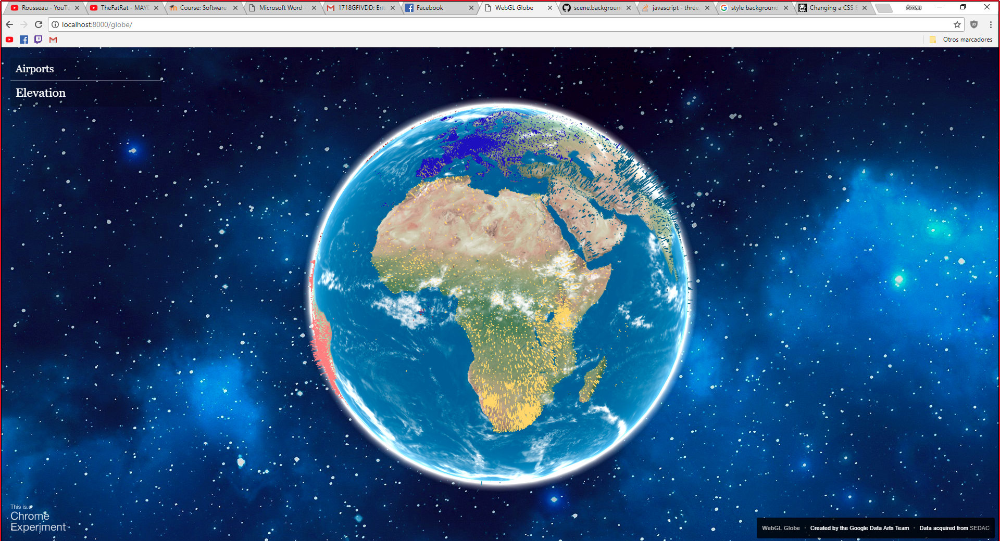 Rousseau - YouTu
TheFatRat - MAYD
Course: Software
Microsoft Word -
1718GFIVDD: Ent
Facebook
WebGL Globe
scene.background
javascript - three.
style background
Changing a CSS B
Arnau
localhost:8000/globe/
Otros marcadores
Airports
Elevation
This is a
Chrome
Experiment
WebGL Globe • Created by the Google Data Arts Team • Data acquired from SEDAC